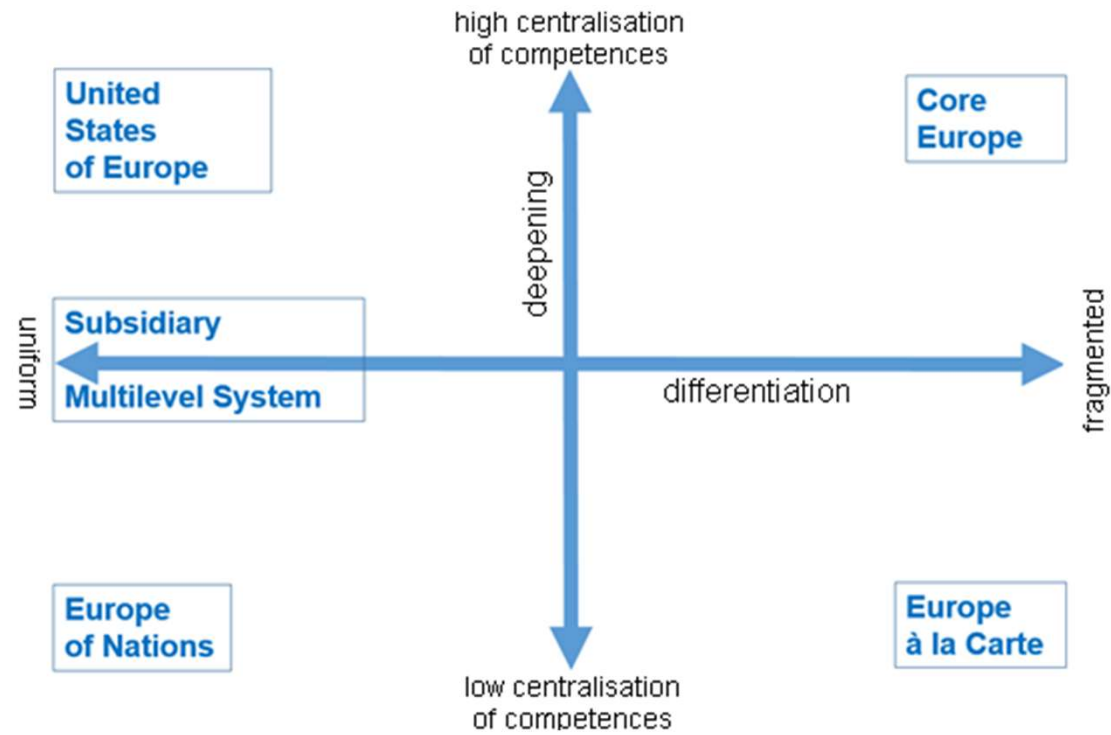 high centralisation
of competences
United
States
of Europe
Core
Europe
deepening
Subsidiary
Multilevel System
uniform
differentiation
fragmented
Europe
of Nations
Europe
à la Carte
low centralisation
of competences